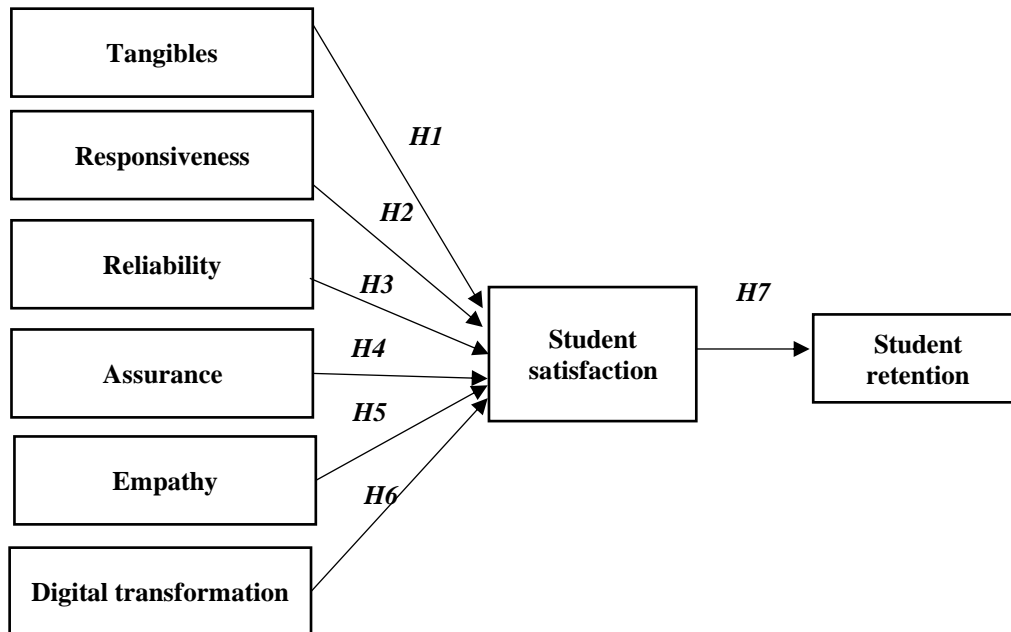 Tangibles
H1
Responsiveness
H2
Reliability
H3
H7
Student
satisfaction
Student
retention
H4
Assurance
H5
Empathy
H6
Digital transformation